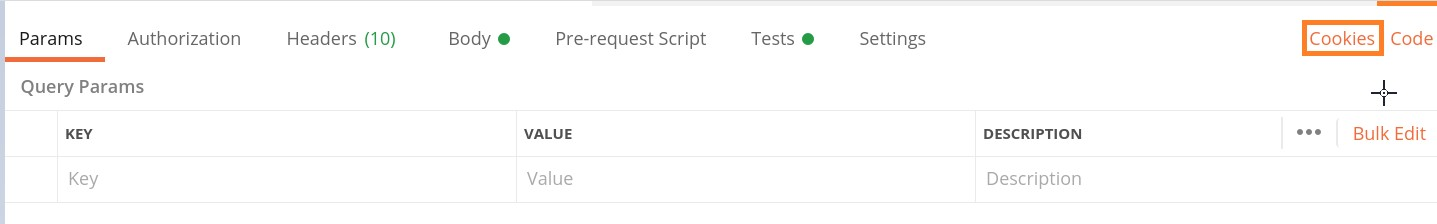 Params Authorization Headers (10) Body Pre-request Script Tests Settings Cookies Code
Query Params
KEY VALUE DESCRIPTION Bulk Edit
Key Value Description